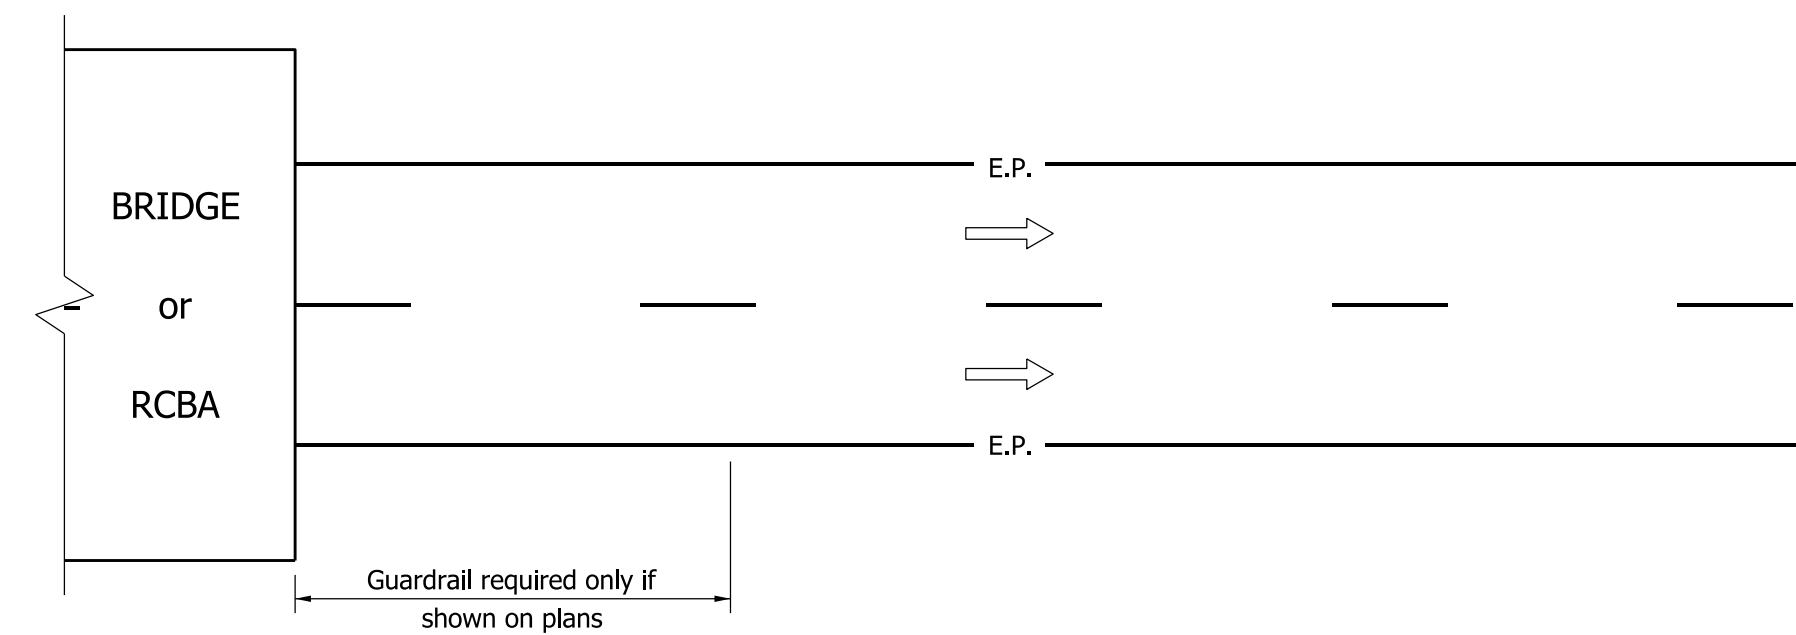 E.P.
BRIDGE
or
RCBA
E.P.
Guardrail required only if
shown on plans